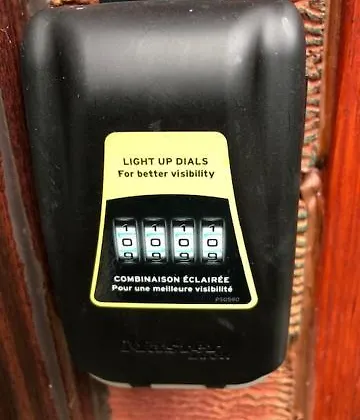 LIGHT UP DIALS
For better visibility
1 1 1 1
0 0 0 0
9 9 9 9
COMBINAISON ÉCLAIRÉE
Pour une meilleure visibilité
Master